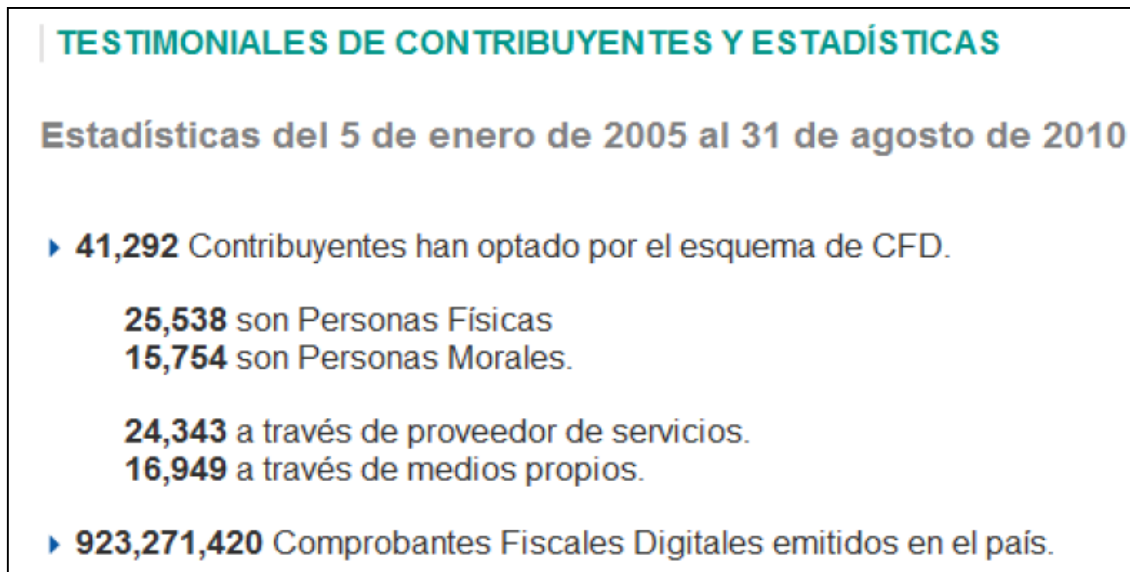 TESTIMONIALES DE CONTRIBUYENTES Y ESTADÍSTICAS
Estadísticas del 5 de enero de 2005 al 31 de agosto de 2010
41,292 Contribuyentes han optado por el esquema de CFD.
25,538 son Personas Físicas
15,754 son Personas Morales.
24,343 a través de proveedor de servicios.
16,949 a través de medios propios.
923,271,420 Comprobantes Fiscales Digitales emitidos en el país.